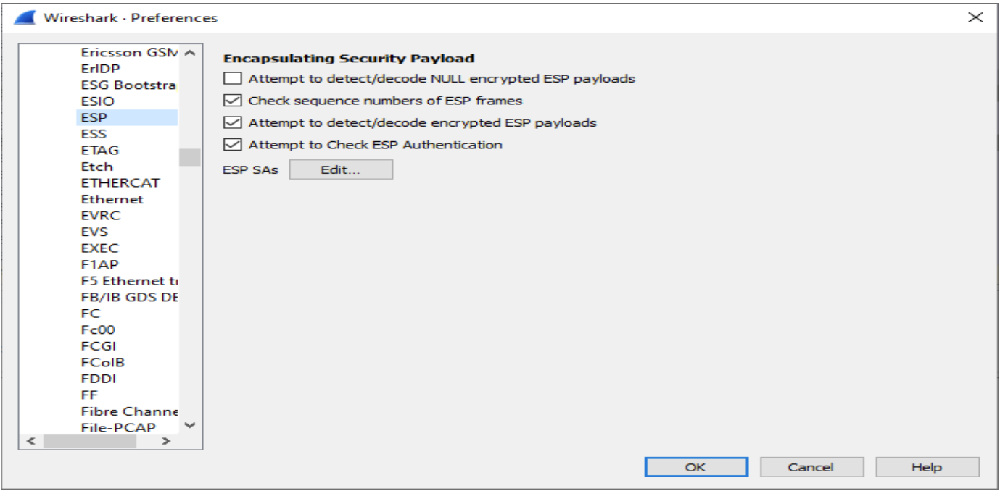 Wireshark · Preferences
Ericsson GSM
ErIDP
ESG Bootstra
ESIO
ESP
ESS
ETAG
Etch
ETHERCAT
Ethernet
EVRC
EVS
EXEC
F1AP
F5 Ethernet tr
FB/IB GDS DE
FC
Fc00
FCGI
FCoIB
FDDI
FF
Fibre Channe
File-PCAP
Encapsulating Security Payload
Attempt to detect/decode NULL encrypted ESP payloads
Check sequence numbers of ESP frames
Attempt to detect/decode encrypted ESP payloads
Attempt to Check ESP Authentication
ESP SAs Edit...
OK Cancel Help